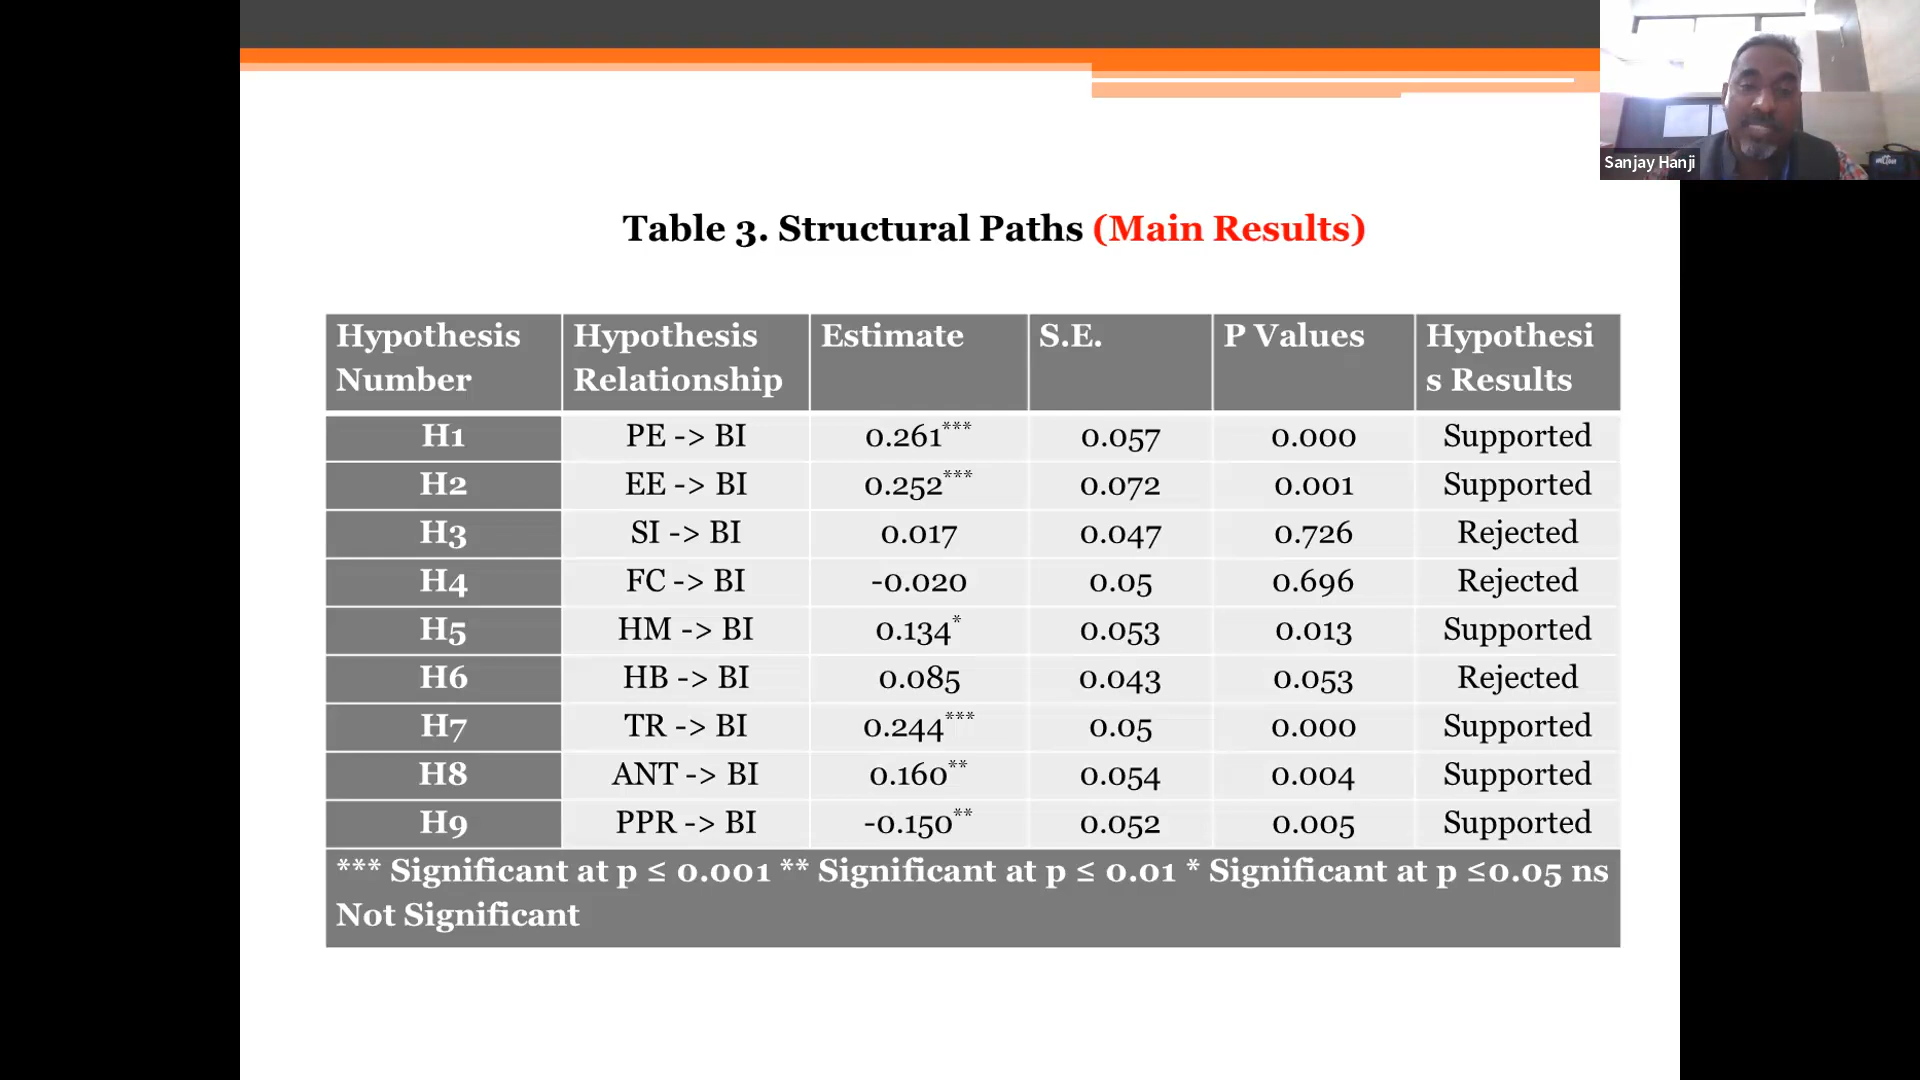 Sanjay Hanji
Table 3. Structural Paths (Main Results)
Hypothesis Number Hypothesis Relationship Estimate S.E. P Values Hypothesi s Results
H1 PE -> BI 0.261*** 0.057 0.000 Supported
H2 EE -> BI 0.252*** 0.072 0.001 Supported
H3 SI -> BI 0.017 0.047 0.726 Rejected
H4 FC -> BI -0.020 0.05 0.696 Rejected
H5 HM -> BI 0.134* 0.053 0.013 Supported
H6 HB -> BI 0.085 0.043 0.053 Rejected
H7 TR -> BI 0.244*** 0.05 0.000 Supported
H8 ANT -> BI 0.160** 0.054 0.004 Supported
H9 PPR -> BI -0.150** 0.052 0.005 Supported
*** Significant at p ≤ 0.001 ** Significant at p ≤ 0.01 * Significant at p ≤0.05 ns
Not Significant